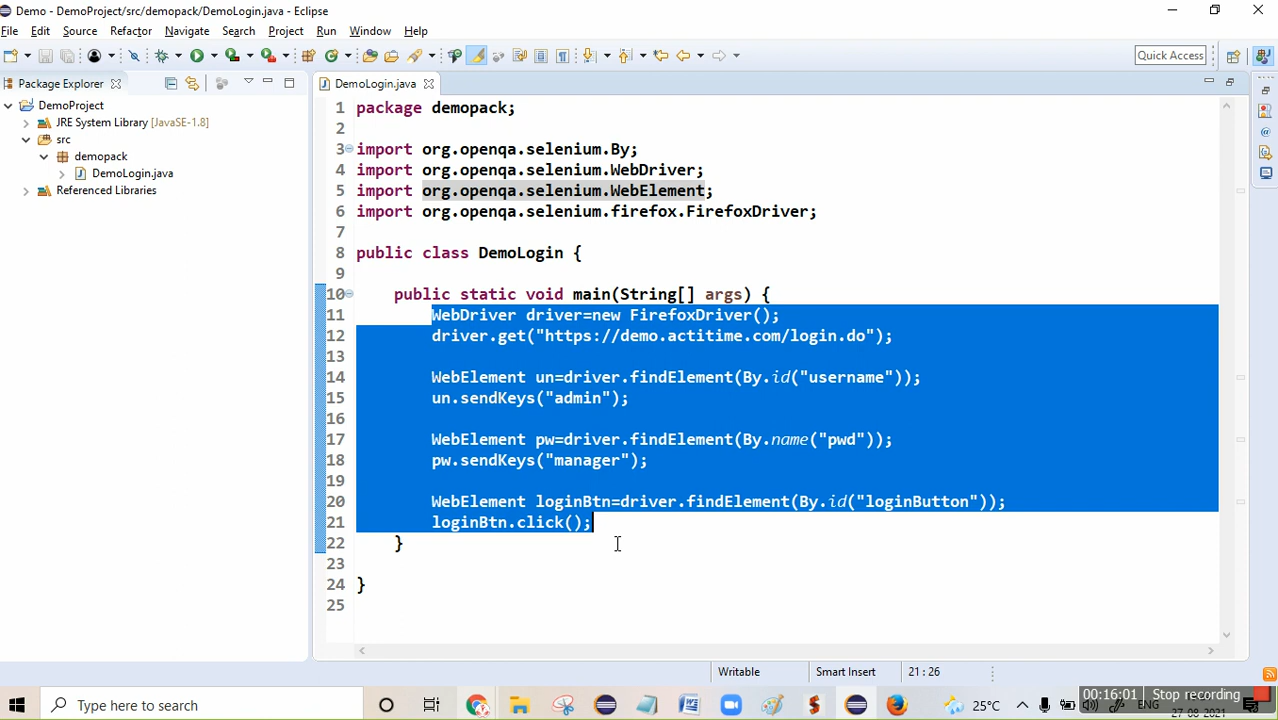 Demo - DemoProject/src/demopack/DemoLogin.java - Eclipse
File Edit Source Refactor Navigate Search Project Run Window Help
Quick Access
Package Explorer
DemoLogin.java
DemoProject
JRE System Library [JavaSE-1.8]
src
demopack
DemoLogin.java
Referenced Libraries
1 package demopack;
2
3 import org.openqa.selenium.By;
4 import org.openqa.selenium.WebDriver;
5 import org.openqa.selenium.WebElement;
6 import org.openqa.selenium.firefox.FirefoxDriver;
7
8 public class DemoLogin {
9
10 public static void main(String[] args) {
11 WebDriver driver=new FirefoxDriver();
12 driver.get("https://demo.actitime.com/login.do");
13
14 WebElement un=driver.findElement(By.id("username"));
15 un.sendKeys("admin");
16
17 WebElement pw=driver.findElement(By.name("pwd"));
18 pw.sendKeys("manager");
19
20 WebElement loginBtn=driver.findElement(By.id("loginButton"));
21 loginBtn.click();
22 }
23
24 }
25
Writable Smart Insert 21 : 26
Type here to search
25°C
ENG
00:16:01 Stop recording
27-08-2021